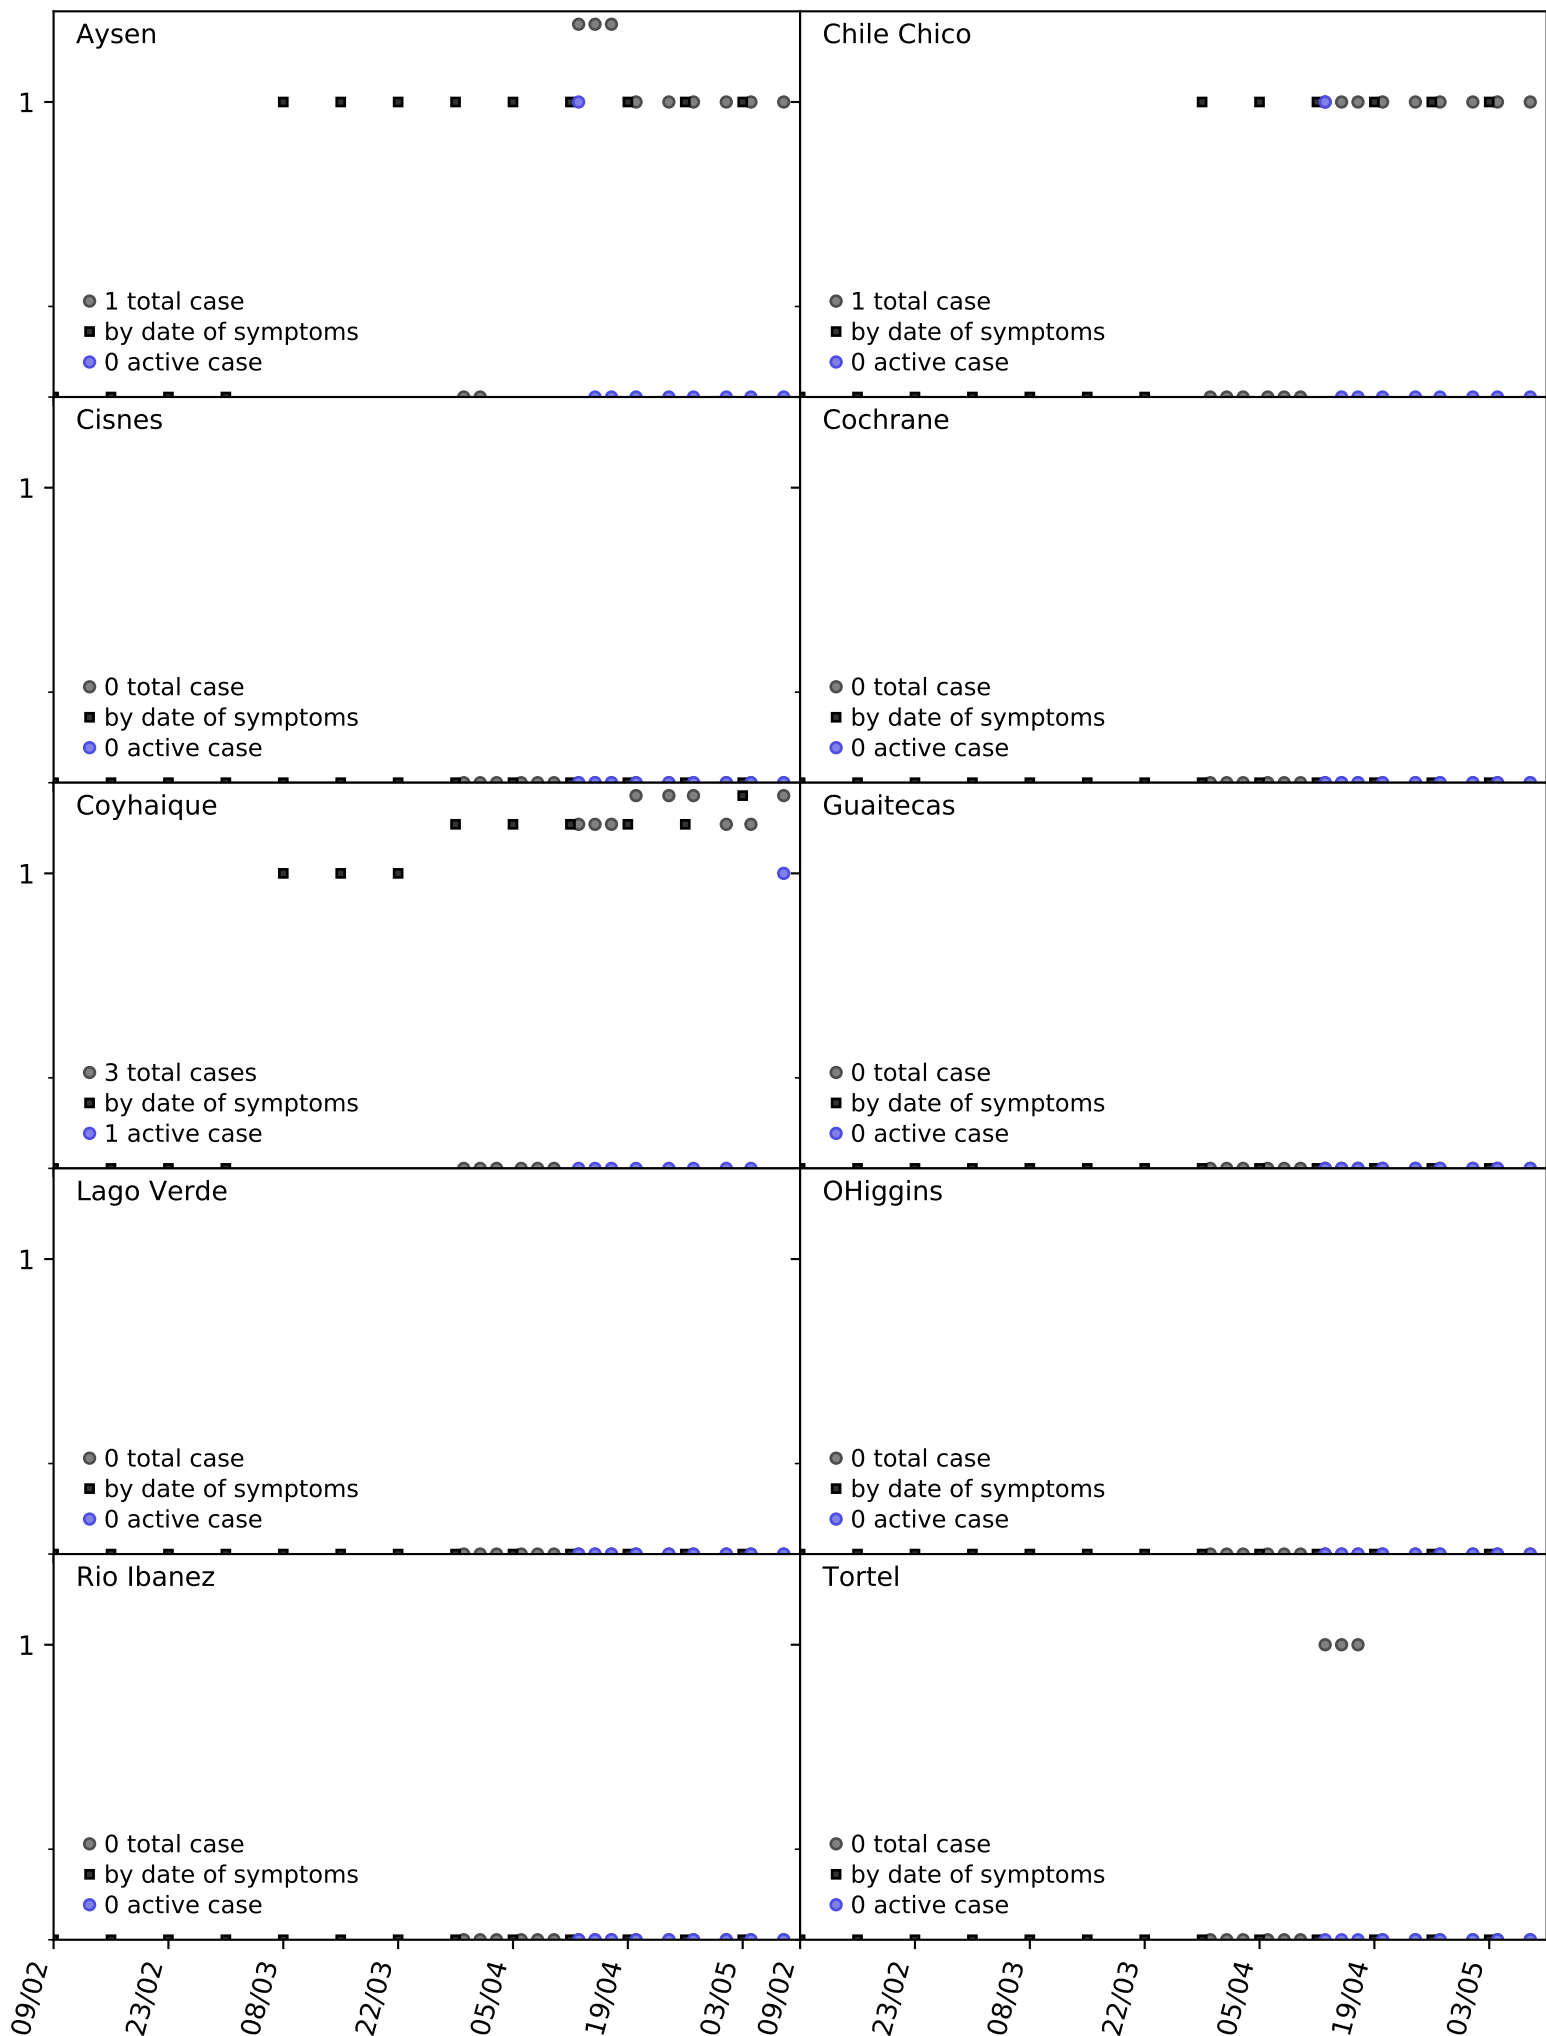 Aysen
1
1 total case
by date of symptoms
0 active case
Chile Chico
1 total case
by date of symptoms
0 active case
Cisnes
1
0 total case
by date of symptoms
0 active case
Cochrane
0 total case
by date of symptoms
0 active case
Coyhaique
1
3 total cases
by date of symptoms
1 active case
Guaitecas
0 total case
by date of symptoms
0 active case
Lago Verde
1
0 total case
by date of symptoms
0 active case
OHiggins
0 total case
by date of symptoms
0 active case
Rio Ibanez
1
0 total case
by date of symptoms
0 active case
Tortel
0 total case
by date of symptoms
0 active case
09/02
23/02
08/03
22/03
05/04
19/04
03/05
09/02
23/02
08/03
22/03
05/04
19/04
03/05